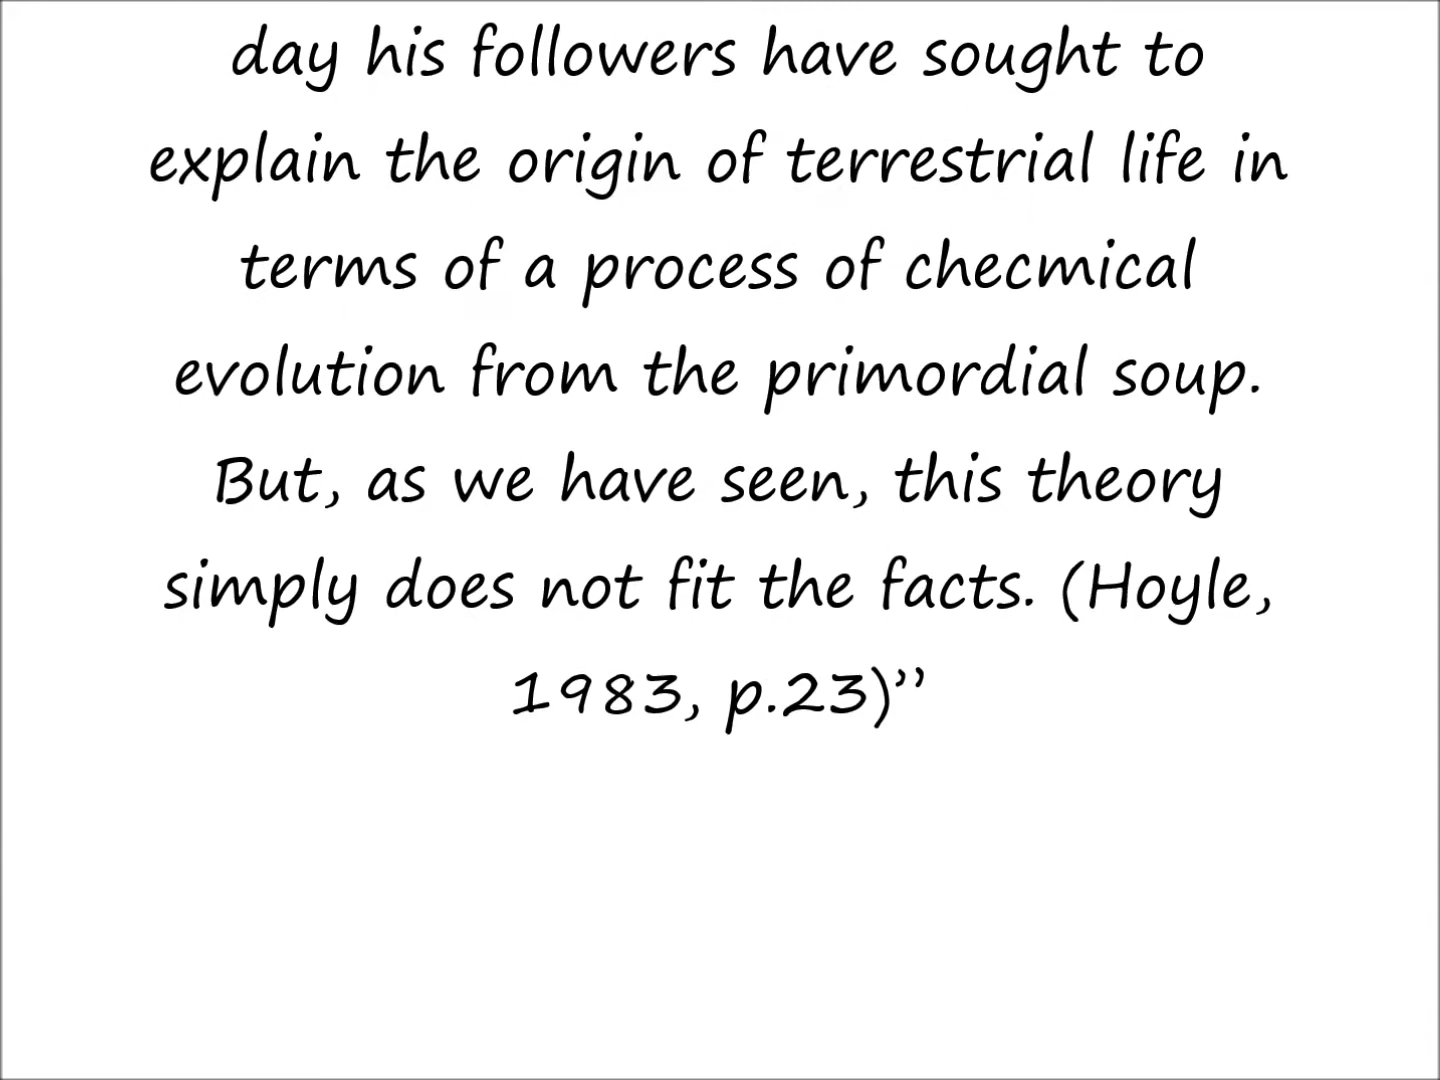 day his followers have sought to
explain the origin of terrestrial life in
terms of a process of checmical
evolution from the primordial soup.
But, as we have seen, this theory
simply does not fit the facts. (Hoyle,
1983, p.23)”